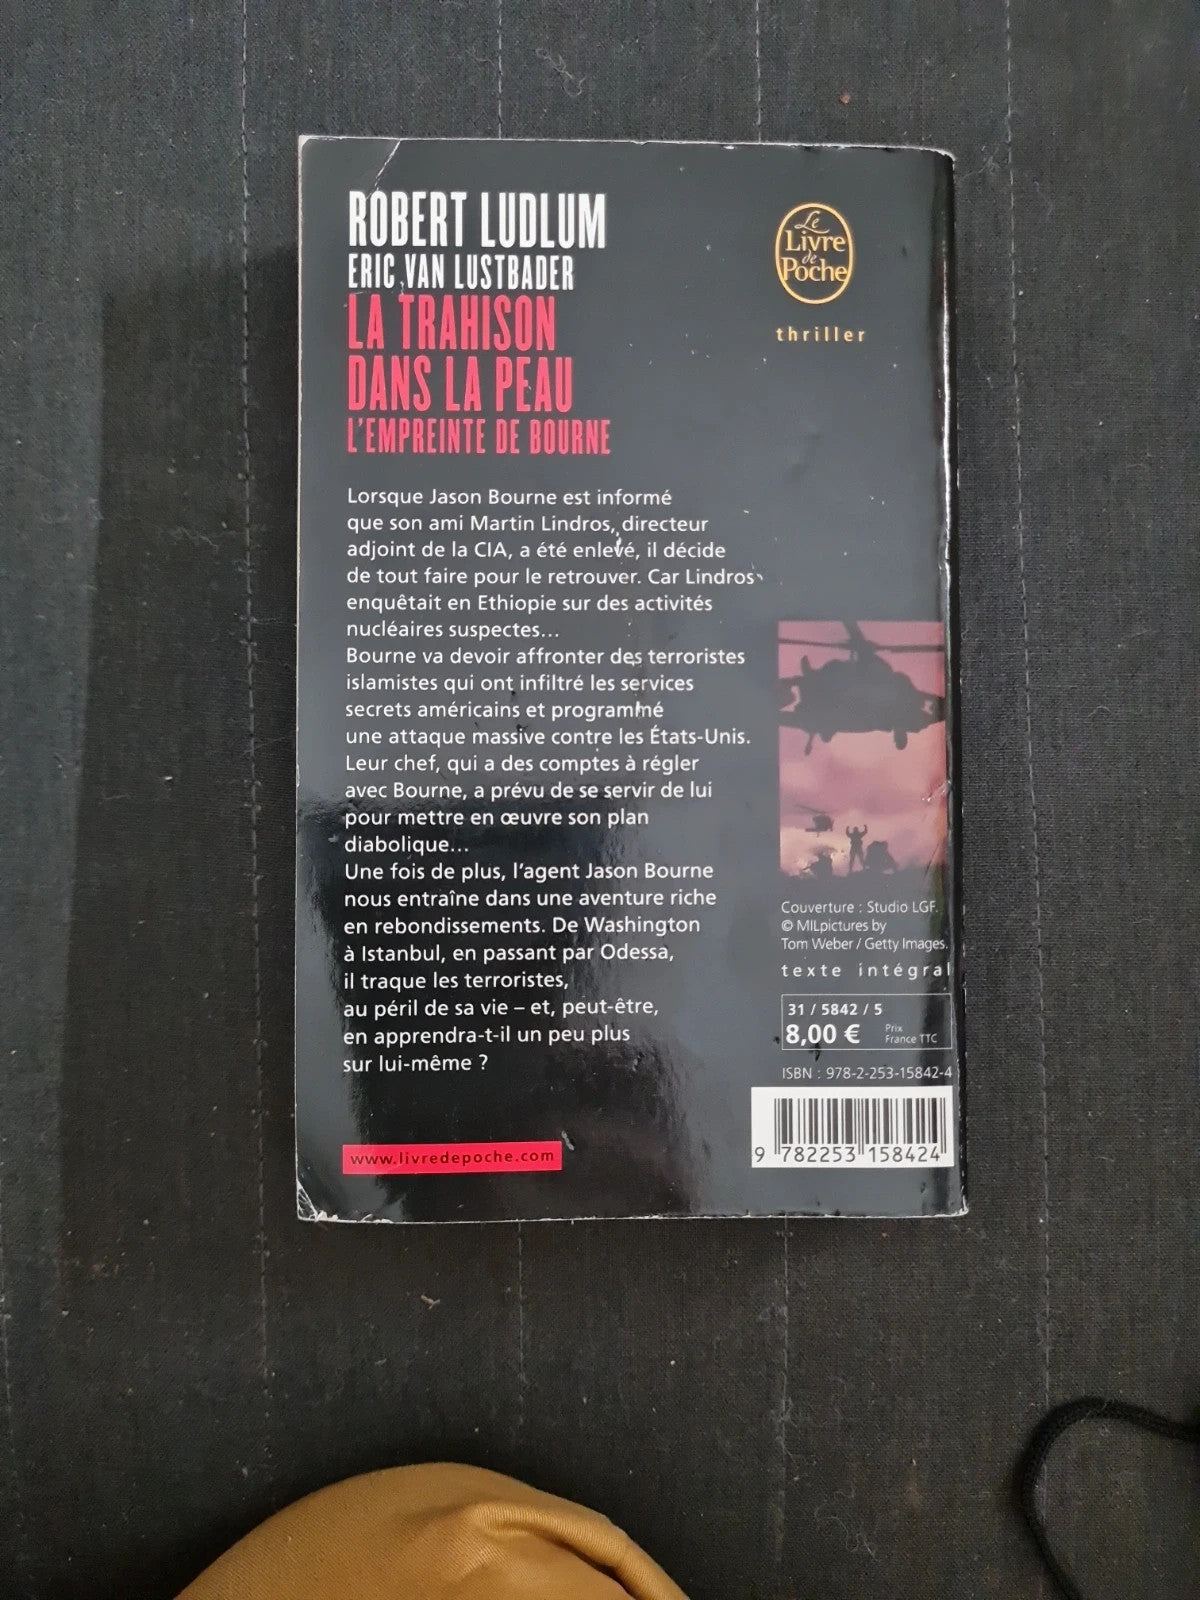 ROBERT LUDLUM
ERIC VAN LUSTBADER
LA TRAHISON
DANS LA PEAU
L'EMPREINTE DE BOURNE
Le
Livre
de
Poche
thriller
Lorsque Jason Bourne est informé
que son ami Martin Lindros, directeur
adjoint de la CIA, a été enlevé, il décide
de tout faire pour le retrouver. Car Lindros
enquêtait en Ethiopie sur des activités
nucléaires suspectes...
Bourne va devoir affronter des terroristes
islamistes qui ont infiltré les services
secrets américains et programmé
une attaque massive contre les États-Unis.
Leur chef, qui a des comptes à régler
avec Bourne, a prévu de se servir de lui
pour mettre en œuvre son plan
diabolique...
Une fois de plus, l'agent Jason Bourne
nous entraîne dans une aventure riche
en rebondissements. De Washington
à Istanbul, en passant par Odessa,
il traque les terroristes,
au péril de sa vie – et, peut-être,
en apprendra-t-il un peu plus
sur lui-même ?
www.livredepoche.com
Couverture : Studio LGF.
© MILpictures by
Tom Weber / Getty Images.
texte intégral
31 / 5842 / 5
8,00 €
Prix
France TTC
ISBN : 978-2-253-15842-4
9 782253 158424